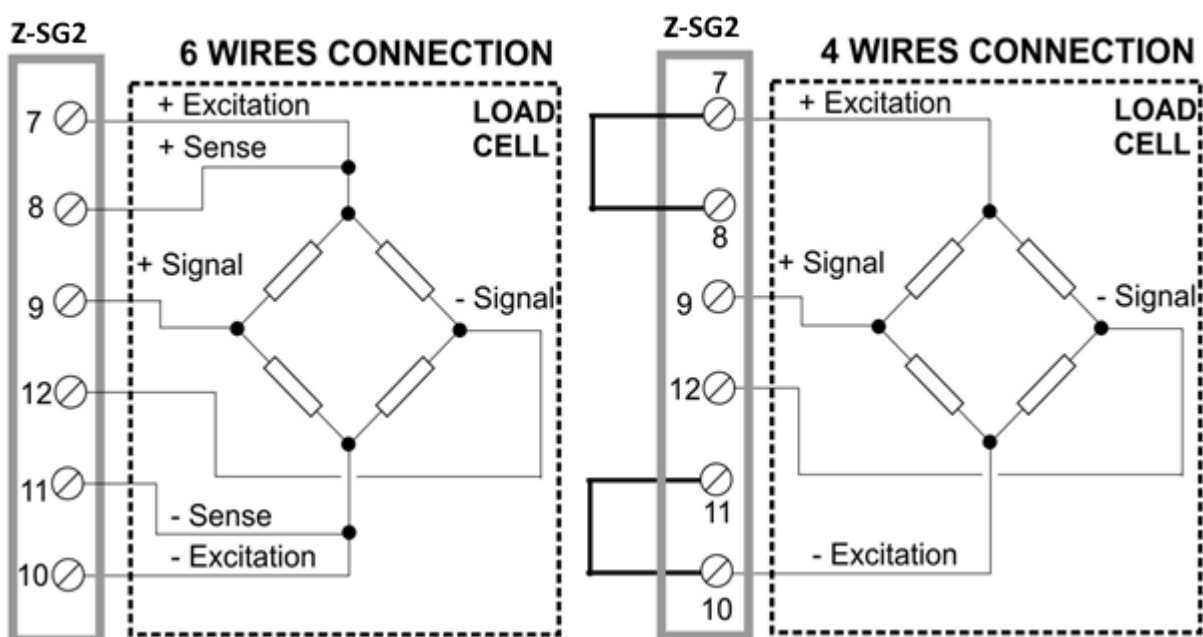 Z-SG2
6 WIRES CONNECTION
7
+ Excitation
LOAD
CELL
+ Sense
8
+ Signal
9
- Signal
12
11
- Sense
- Excitation
10
Z-SG2
4 WIRES CONNECTION
7
+ Excitation
LOAD
CELL
8
+ Signal
9
- Signal
12
11
- Excitation
10